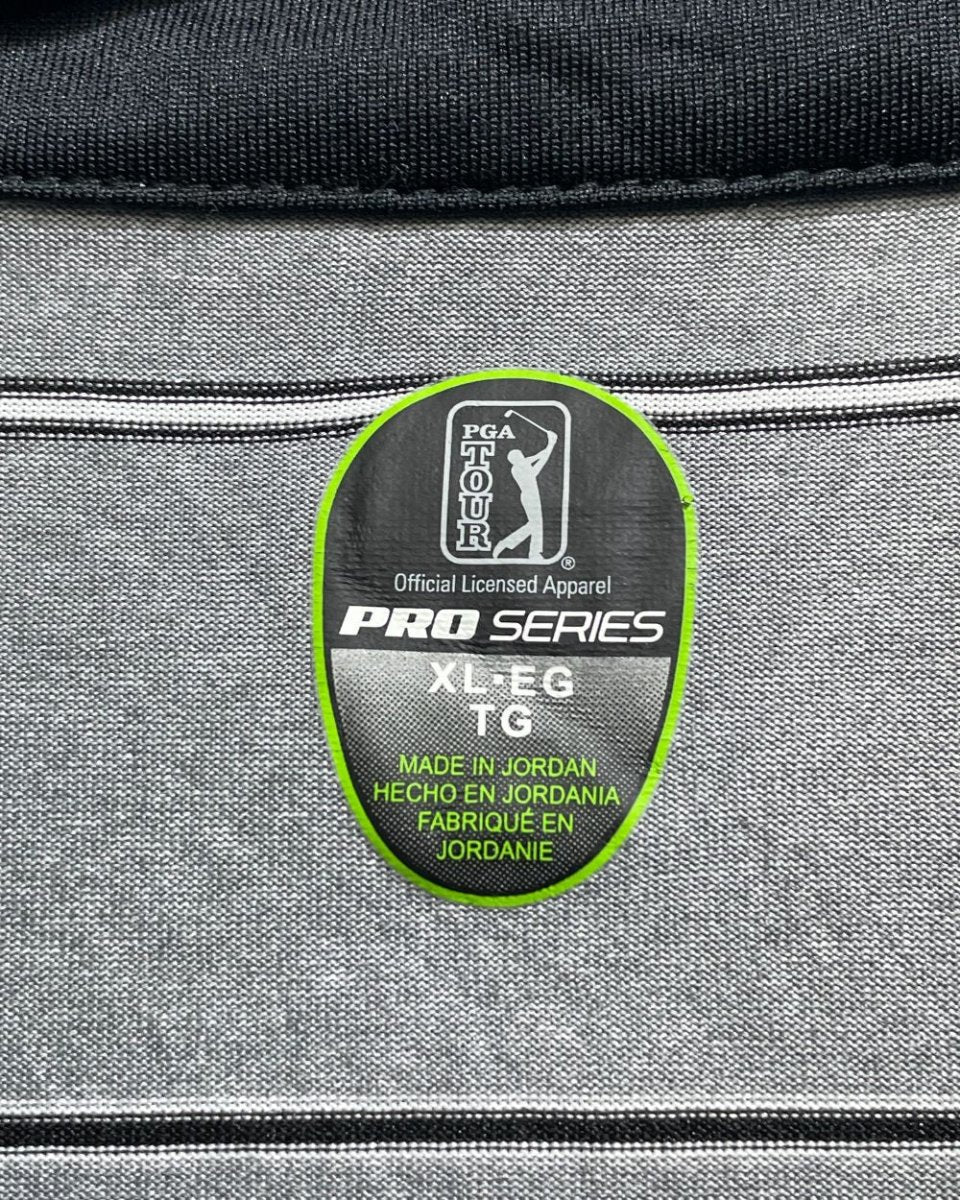 PGA
TOUR
®
Official Licensed Apparel
PRO SERIES
XL·EG
TG
MADE IN JORDAN
HECHO EN JORDANIA
FABRIQUÉ EN
JORDANIE